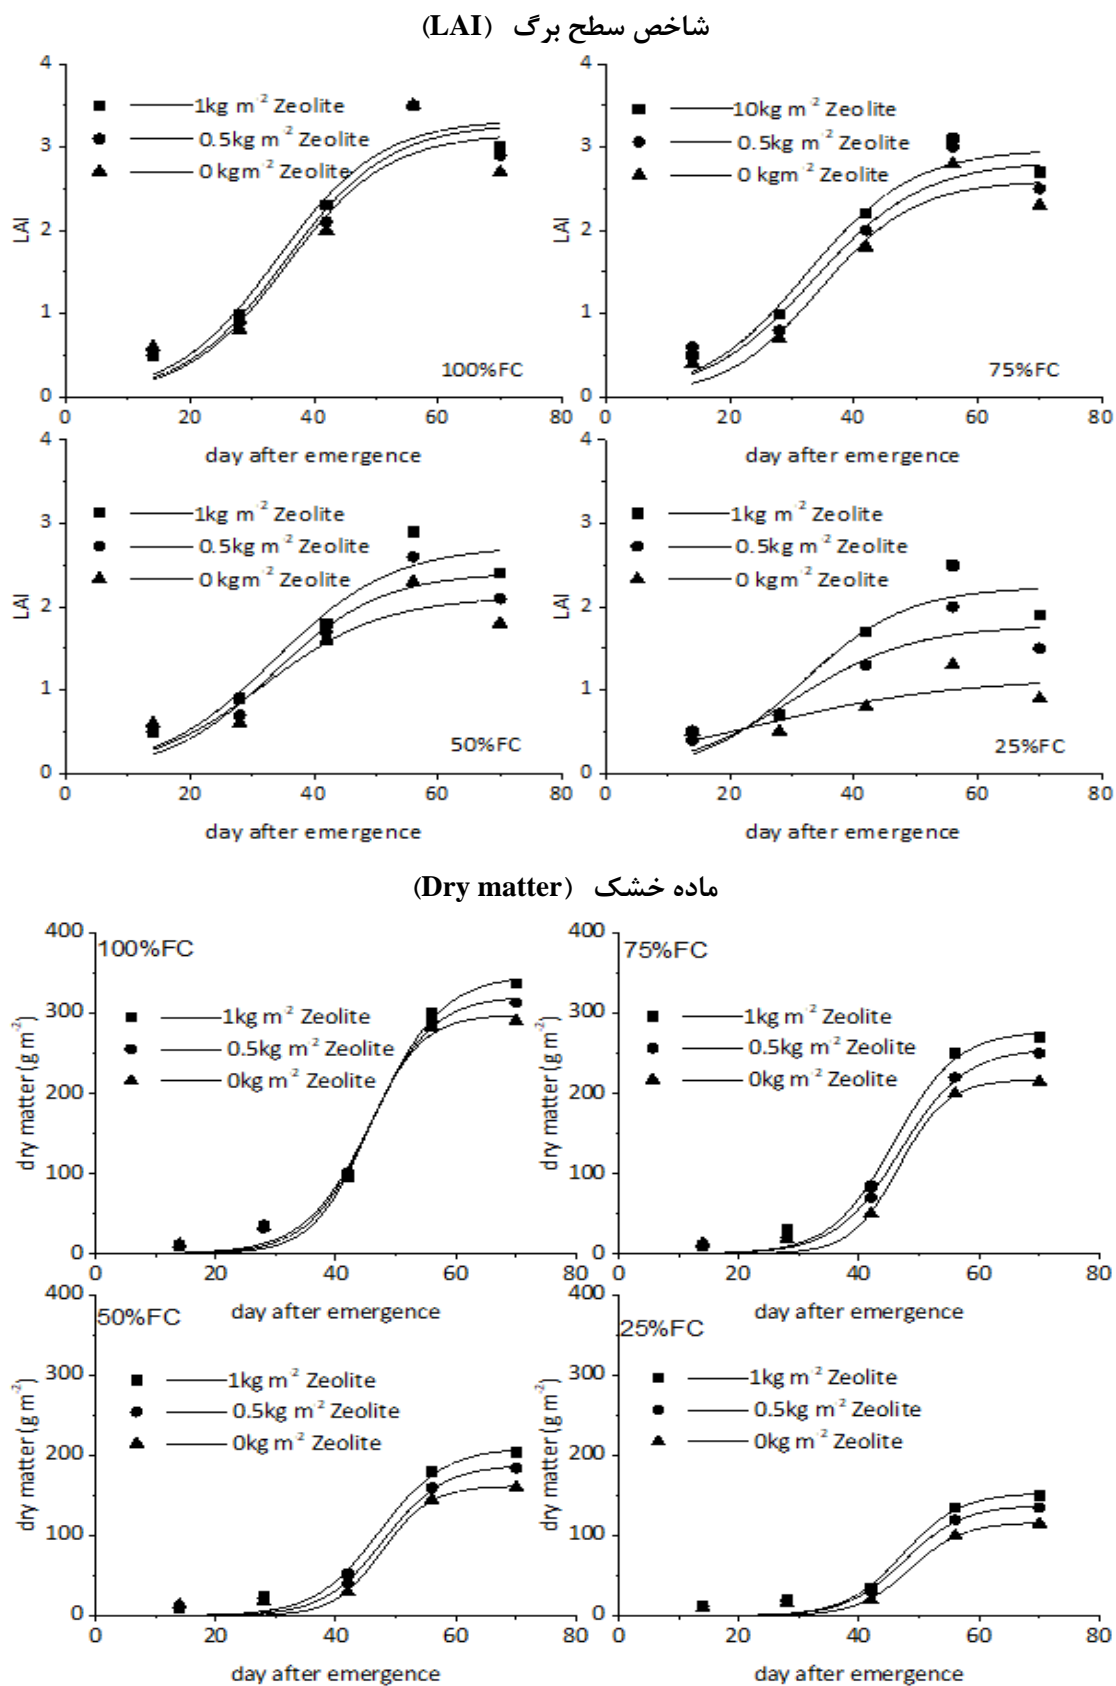 شاخص سطح برگ (LAI)
4
3
2
1
0
LAI
1kg m⁻² Zeolite
0.5kg m⁻² Zeolite
0 kgm⁻² Zeolite
100%FC
0 20 40 60 80
day after emergence
4
3
2
1
0
LAI
10kg m⁻² Zeolite
0.5kg m⁻² Zeolite
0 kgm⁻² Zeolite
75%FC
0 20 40 60 80
day after emergence
4
3
2
1
0
LAI
1kg m⁻² Zeolite
0.5kg m⁻² Zeolite
0 kgm⁻² Zeolite
50%FC
0 20 40 60 80
day after emergence
4
3
2
1
0
LAI
1kg m⁻² Zeolite
0.5kg m⁻² Zeolite
0 kgm⁻² Zeolite
25%FC
0 20 40 60 80
day after emergence
ماده خشک (Dry matter)
400
300
200
100
0
dry matter (g m⁻²)
100%FC
1kg m⁻² Zeolite
0.5kg m⁻² Zeolite
0kg m⁻² Zeolite
0 20 40 60 80
day after emergence
400
300
200
100
0
dry matter (g m⁻²)
75%FC
1kg m⁻² Zeolite
0.5kg m⁻² Zeolite
0kg m⁻² Zeolite
0 20 40 60 80
day after emergence
400
300
200
100
0
dry matter (g m⁻²)
50%FC
1kg m⁻² Zeolite
0.5kg m⁻² Zeolite
0kg m⁻² Zeolite
0 20 40 60 80
day after emergence
400
300
200
100
0
dry matter (g m⁻²)
25%FC
1kg m⁻² Zeolite
0.5kg m⁻² Zeolite
0kg m⁻² Zeolite
0 20 40 60 80
day after emergence